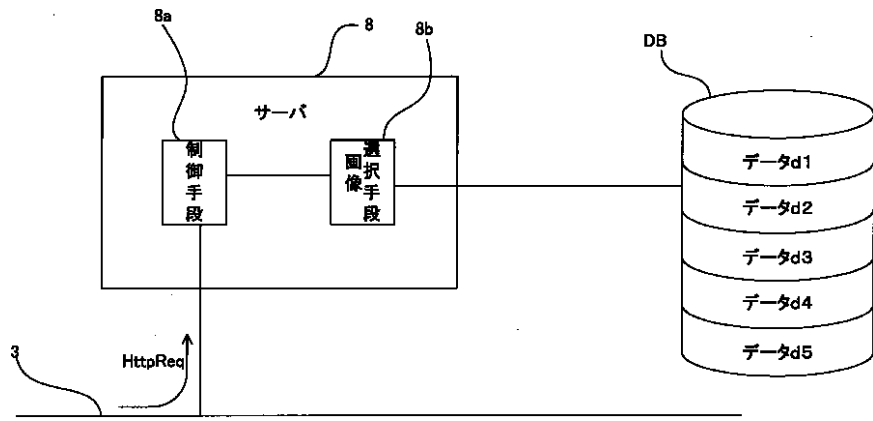 8a
8
8b
DB
サーバ
制御手段
画像
選択手段
データd1
データd2
データd3
データd4
データd5
3
HttpReq